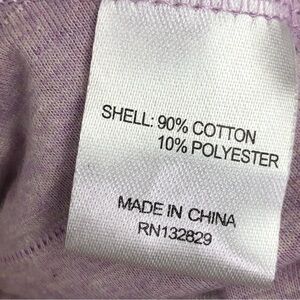 SHELL: 90% COTTON
10% POLYESTER
MADE IN CHINA
RN132829